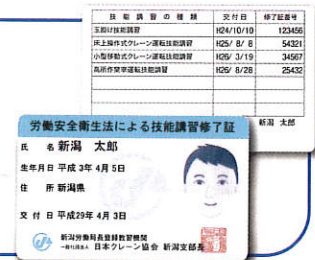 技能講習の種類 交付日 修了証番号
玉掛け技能講習 H24/10/10 123456
床上操作式クレーン運転技能講習 H25/ 8/ 8 54321
小型移動式クレーン運転技能講習 H26/ 3/19 34567
高所作業車運転技能講習 H26/ 8/28 25432
新潟 太郎
労働安全衛生法による技能講習修了証
氏 名 新潟 太郎
生年月日 平成 3年 4月 5日
住 所 新潟県
交 付 日 平成29年 4月 3日
新潟労働局長登録教習機関
一般社団法人 日本クレーン協会 新潟支部長